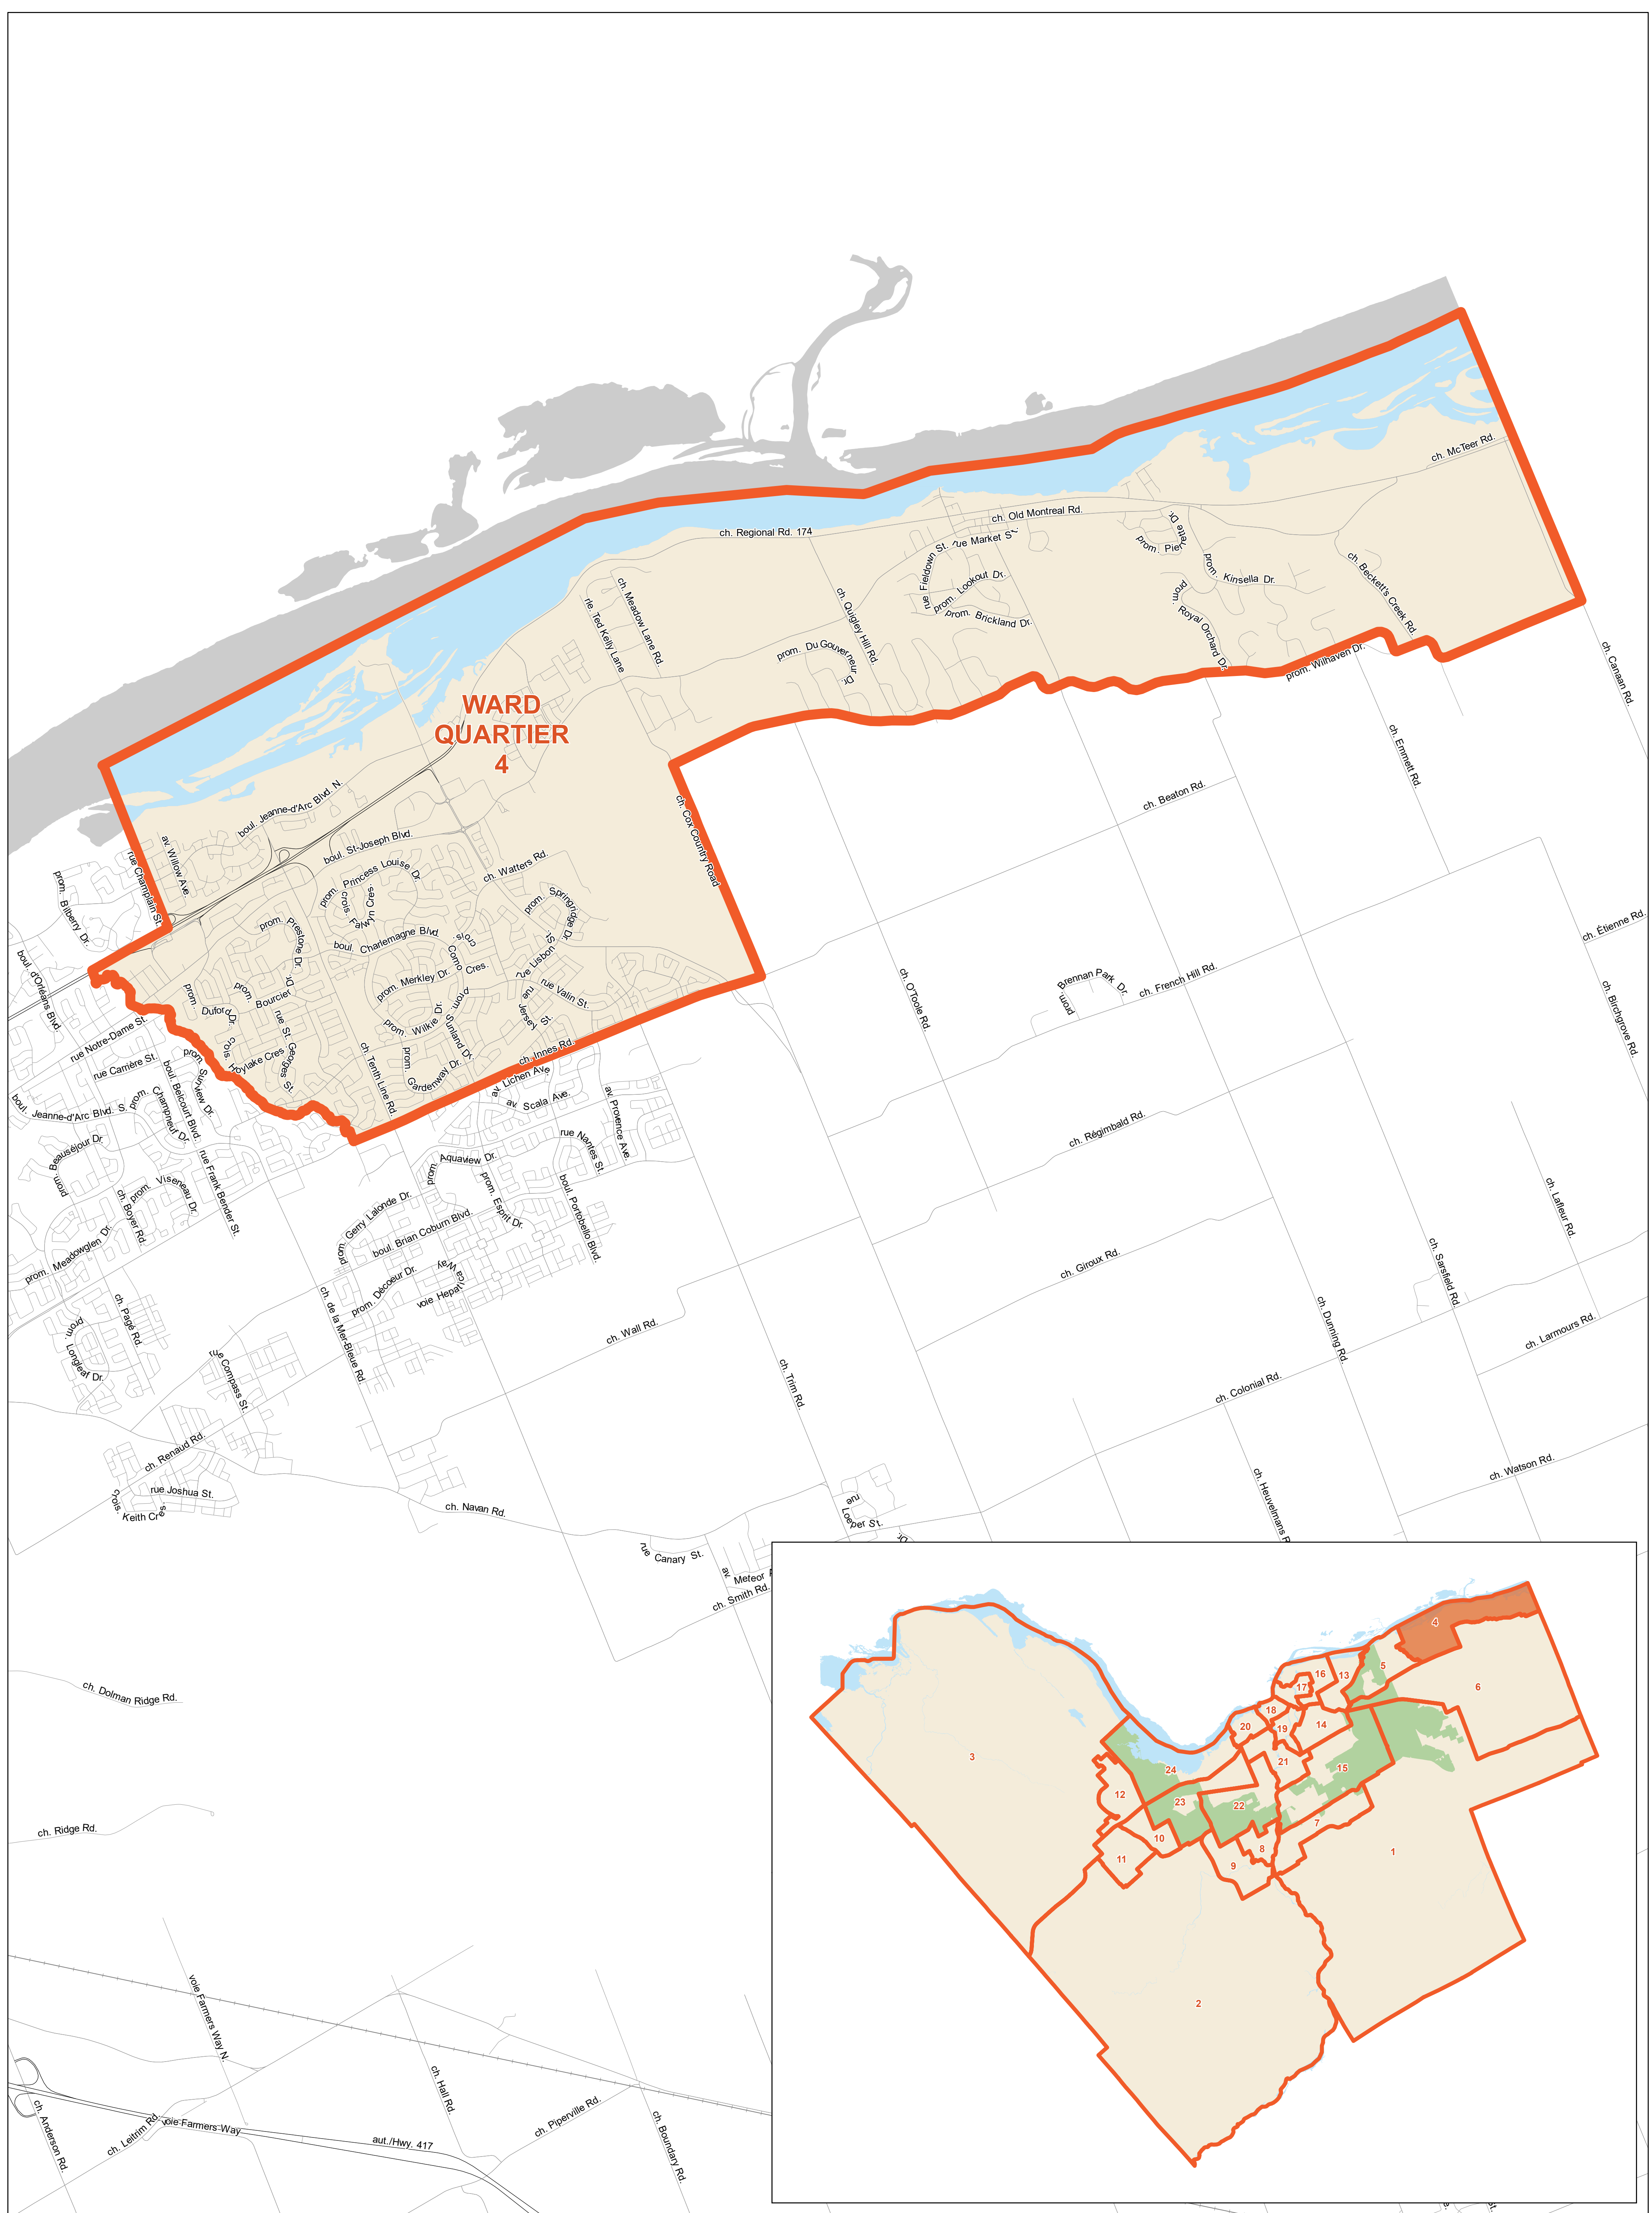 ch. McTeer Rd.
ch. Regional Rd. 174
ch. Old Montreal Rd.
rue Market St.
rue Fieldown St.
prom. Lookout Dr.
prom. Brickland Dr.
prom. Pierrette Dr.
prom. Kinsella Dr.
prom. Royal Orchard Dr.
ch. Beckett's Creek Rd.
prom. Wilhaven Dr.
ch. Canaan Rd.
ch. Meadow Lane Rd.
rle. Ted Kelly Lane
ch. Quigley Hill Rd.
prom. Du Gouverneur Dr.
WARD
QUARTIER
4
ch. Emmett Rd.
ch. Beaton Rd.
ch. Cox Country Road
boul. Jeanne-d'Arc Blvd. N.
boul. St-Joseph Blvd.
av. Willow Ave.
rue Champlain St.
prom. Bilberry Dr.
prom. Princess Louise Dr.
ch. Watters Rd.
prom. Springridge Dr.
prom. Prestone Dr.
boul. Charlemagne Blvd.
crois. Como Cres.
rue Lisbon St.
prom. Merkley Dr.
rue Valin St.
rue Jersey St.
prom. Bourcier Dr.
prom. Duford Dr.
prom. Wilkie Dr.
prom. Sunland Dr.
rue St. Georges St.
crois. Hoylake Cres.
ch. Tenth Line Rd.
prom. Gardenway Dr.
ch. Innes Rd.
boul. d'Orléans Blvd.
rue Notre-Dame St.
rue Carrière St.
prom. Sunview Dr.
boul. Belcourt Blvd.
boul. Jeanne-d'Arc Blvd. S.
prom. Champneuf Dr.
av. Lichen Ave.
av. Scala Ave.
av. Provence Ave.
rue Nantes St.
prom. Beauséjour Dr
rue Frank Bender St.
prom. Viseneau Dr.
ch. Boyer Rd.
prom. Meadowglen Dr.
prom. Aquaview Dr.
prom. Esprit Dr.
boul. Portobello Blvd.
prom. Gerry Lalonde Dr.
boul. Brian Coburn Blvd.
prom. Décoeur Dr.
voie Hepatica Way
ch. de la Mer-Bleue Rd.
ch. Pagé Rd.
prom. Longleaf Dr.
rue Compass St.
ch. Wall Rd.
ch. Trim Rd.
ch. Renaud Rd.
rue Joshua St.
crois. Keith Cres.
ch. Navan Rd.
rue Canary St.
av. Meteor A
ch. Smith Rd.
rue Loeper St.
Dr.
ch. O'Toole Rd.
prom. Brennan Park Dr.
ch. French Hill Rd.
ch. Étienne Rd.
ch. Birchgrove Rd.
ch. Régimbald Rd.
ch. Lafleur Rd.
ch. Giroux Rd.
ch. Sarsfield Rd.
ch. Dunning Rd.
ch. Larmours Rd.
ch. Colonial Rd.
ch. Watson Rd.
ch. Heuvelmans R
ch. Dolman Ridge Rd.
ch. Ridge Rd.
voie Farmers Way N.
ch. Anderson Rd.
ch. Leitrim Rd.
voie Farmers Way
aut./Hwy. 417
ch. Hall Rd.
ch. Piperville Rd.
ch. Boundary Rd.
4
5
6
16
13
17
18
20
19
14
3
21
24
15
12
23
22
7
10
8
11
9
1
2